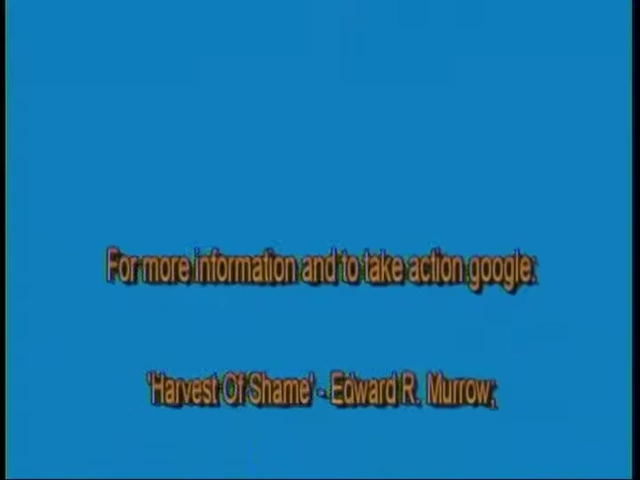 For more information and to take action google:
'Harvest Of Shame' - Edward R. Murrow;